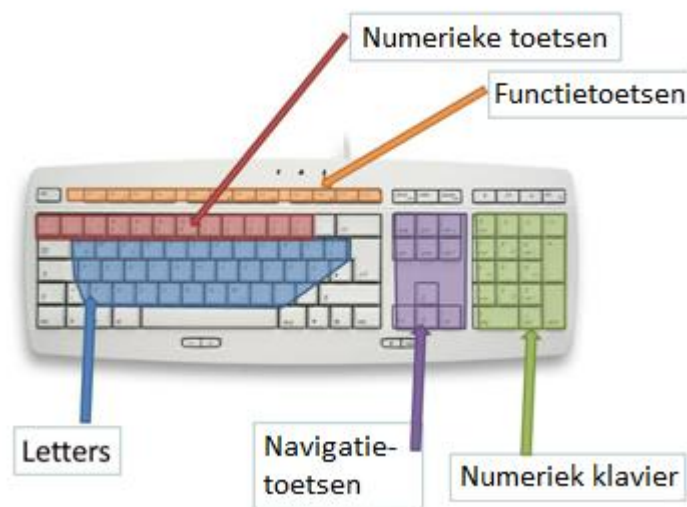 Numerieke toetsen
Functietoetsen
Letters
Navigatie-
toetsen
Numeriek klavier